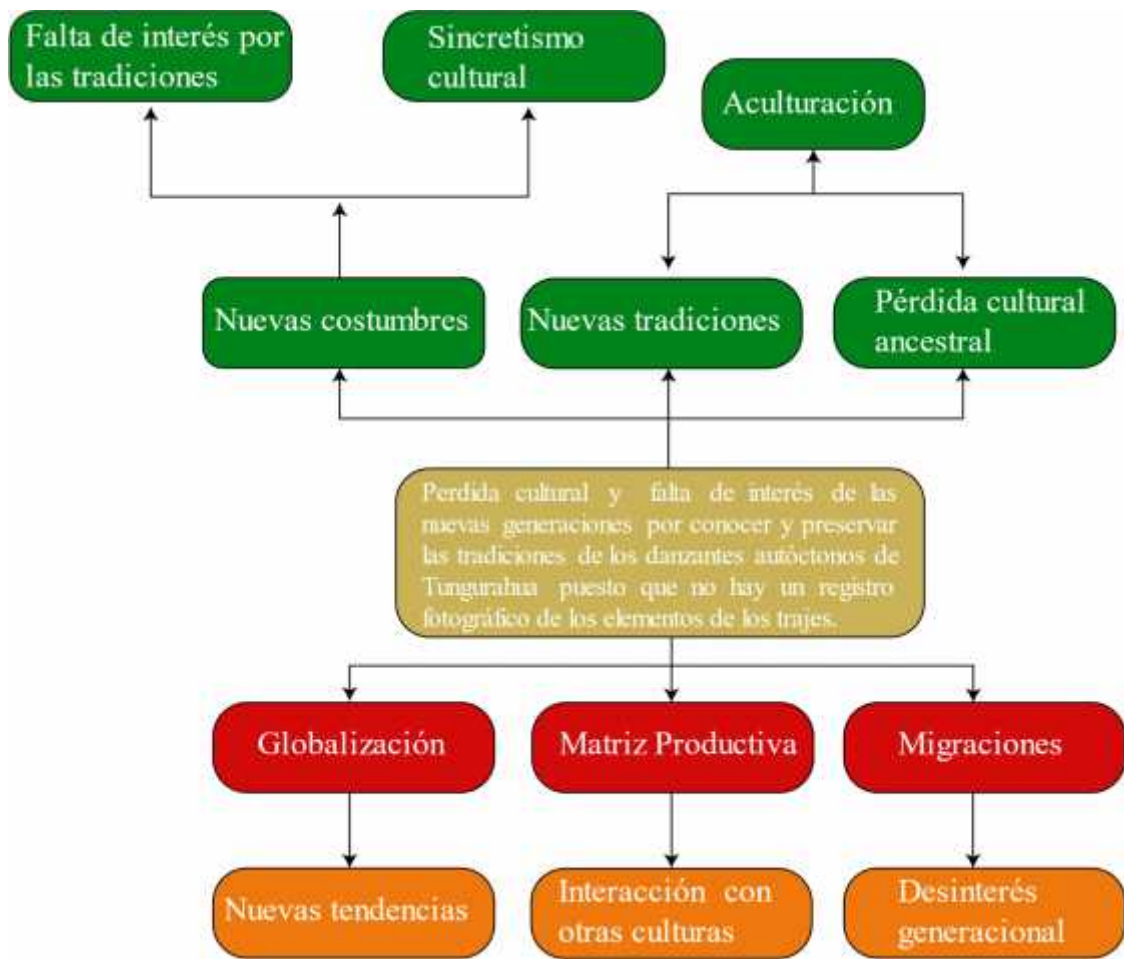 Falta de interés por
las tradiciones
Sincretismo
cultural
Aculturación
Nuevas costumbres
Nuevas tradiciones
Pérdida cultural
ancestral
Perdida cultural y falta de interés de las
nuevas generaciones por conocer y preservar
las tradiciones de los danzantes autóctonos de
Tungurahua puesto que no hay un registro
fotográfico de los elementos de los trajes.
Globalización
Matriz Productiva
Migraciones
Nuevas tendencias
Interacción con
otras culturas
Desinterés
generacional